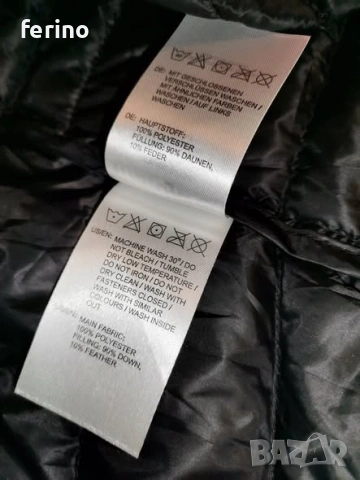 ferino
DE: MIT GESCHLOSSENEN
VERSCHLÜSSEN WASCHEN /
MIT ÄHNLICHEN FARBEN
WASCHEN / AUF LINKS
WASCHEN
DE: HAUPTSTOFF:
100% POLYESTER
FÜLLUNG: 90% DAUNEN,
10% FEDER
US/EN: MACHINE WASH 30° / DO
NOT BLEACH / TUMBLE
DRY LOW TEMPERATURE /
DO NOT IRON / DO NOT
DRY CLEAN / WASH WITH
FASTENERS CLOSED /
WASH WITH SIMILAR
COLOURS / WASH INSIDE
OUT
MAIN FABRIC:
100% POLYESTER
FILLING: 90% DOWN,
10% FEATHER
BAZAR